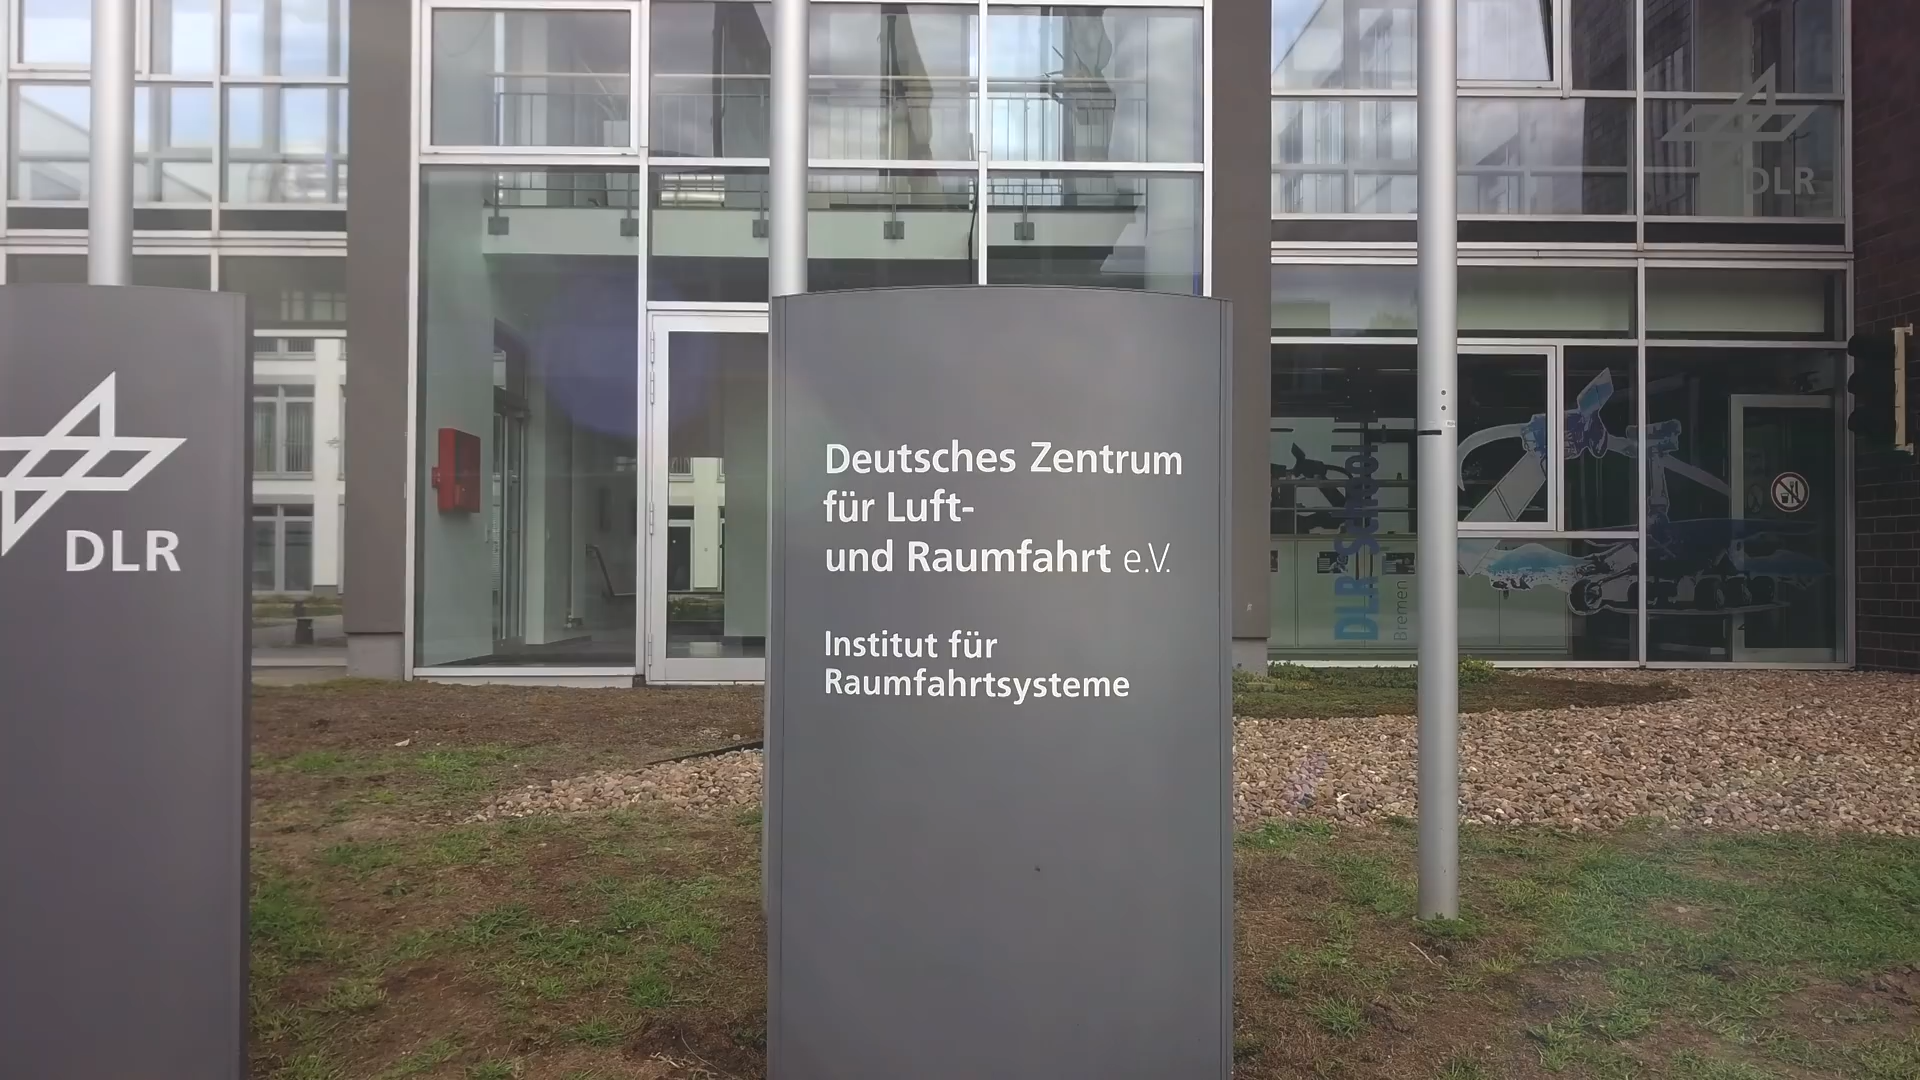 DLR
Deutsches Zentrum
für Luft-
und Raumfahrt e.V.
Institut für
Raumfahrtsysteme
DLR
Bremen
DLR